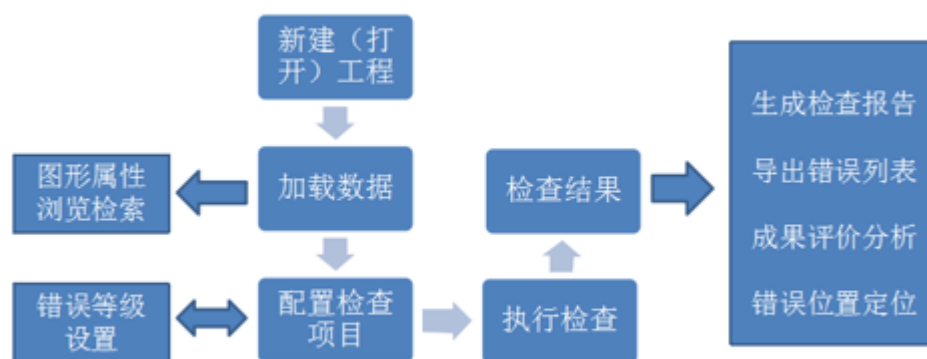 新建（打
开）工程
加载数据
图形属性
浏览检索
配置检查
项目
错误等级
设置
执行检查
检查结果
生成检查报告
导出错误列表
成果评价分析
错误位置定位